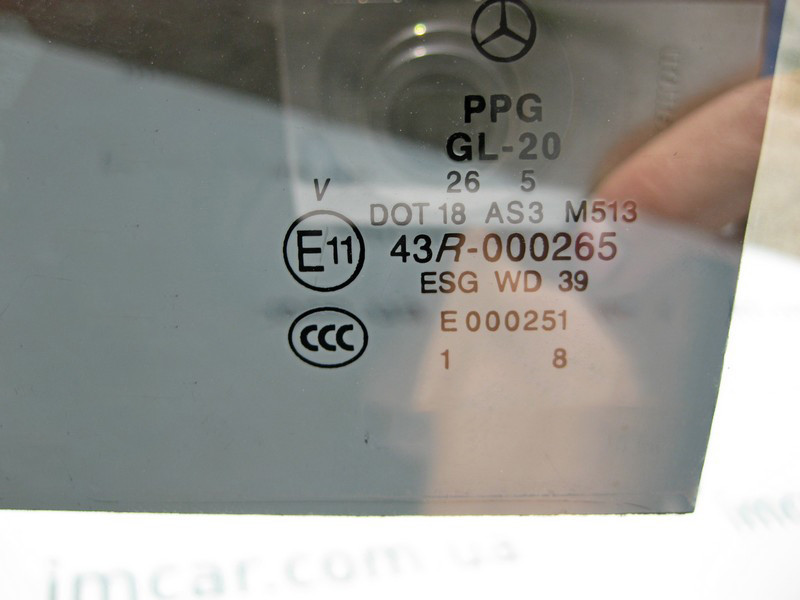 PPG
GL-20
26 5
V
DOT 18 AS3 M513
E11 43R-000265
ESG WD 39
CCC E 000251
1 8
imcar.com ua